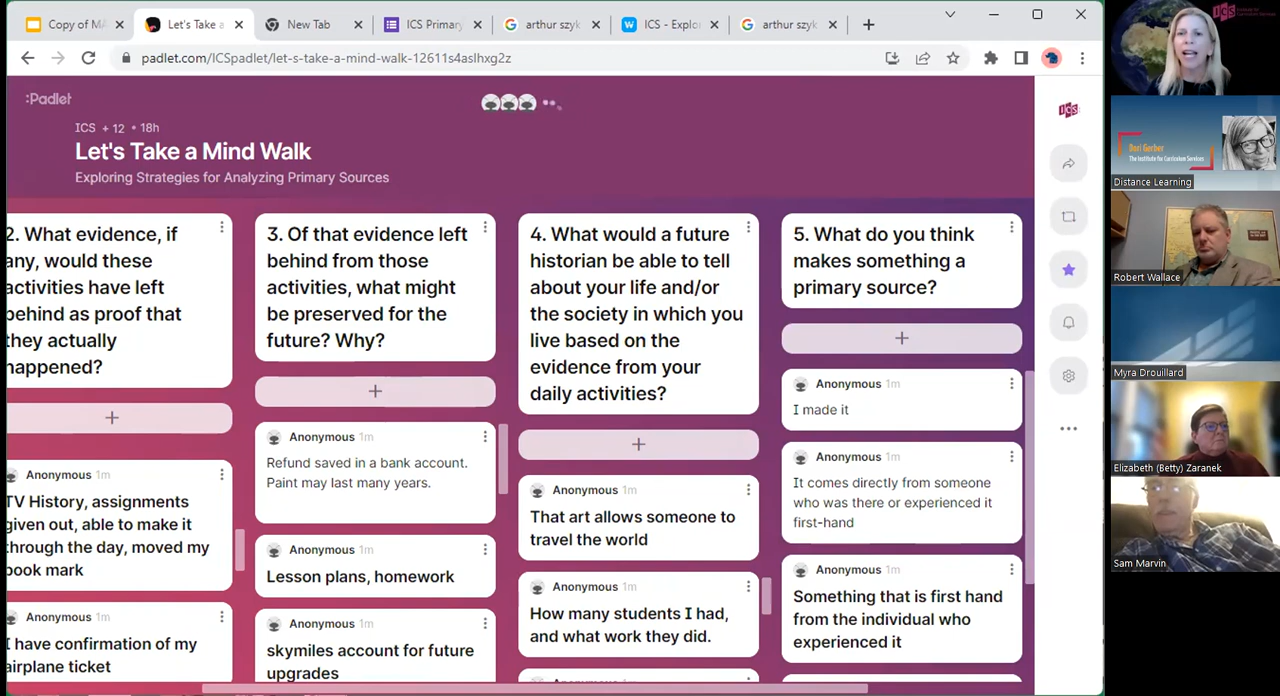 Copy of MA
Let's Take a
New Tab
ICS Primary
arthur szyk
ICS - Explo
arthur szyk
padlet.com/ICSpadlet/let-s-take-a-mind-walk-12611s4aslhxg2z
:Padlet
ICS + 12 • 18h
Let's Take a Mind Walk
Exploring Strategies for Analyzing Primary Sources
2. What evidence, if
any, would these
activities have left
behind as proof that
they actually
happened?
+
Anonymous 1m
TV History, assignments
given out, able to make it
through the day, moved my
book mark
Anonymous 1m
I have confirmation of my
airplane ticket
3. Of that evidence left
behind from those
activities, what might
be preserved for the
future? Why?
+
Anonymous 1m
Refund saved in a bank account.
Paint may last many years.
Anonymous 1m
Lesson plans, homework
Anonymous 1m
skymiles account for future
upgrades
4. What would a future
historian be able to tell
about your life and/or
the society in which you
live based on the
evidence from your
daily activities?
+
Anonymous 1m
That art allows someone to
travel the world
Anonymous 1m
How many students I had,
and what work they did.
5. What do you think
makes something a
primary source?
+
Anonymous 1m
I made it
Anonymous 1m
It comes directly from someone
who was there or experienced it
first-hand
Anonymous 1m
Something that is first hand
from the individual who
experienced it
ICS
ICS
Dori Gerber
The Institute for Curriculum Services
Distance Learning
Robert Wallace
Myra Drouillard
Elizabeth (Betty) Zaranek
Sam Marvin